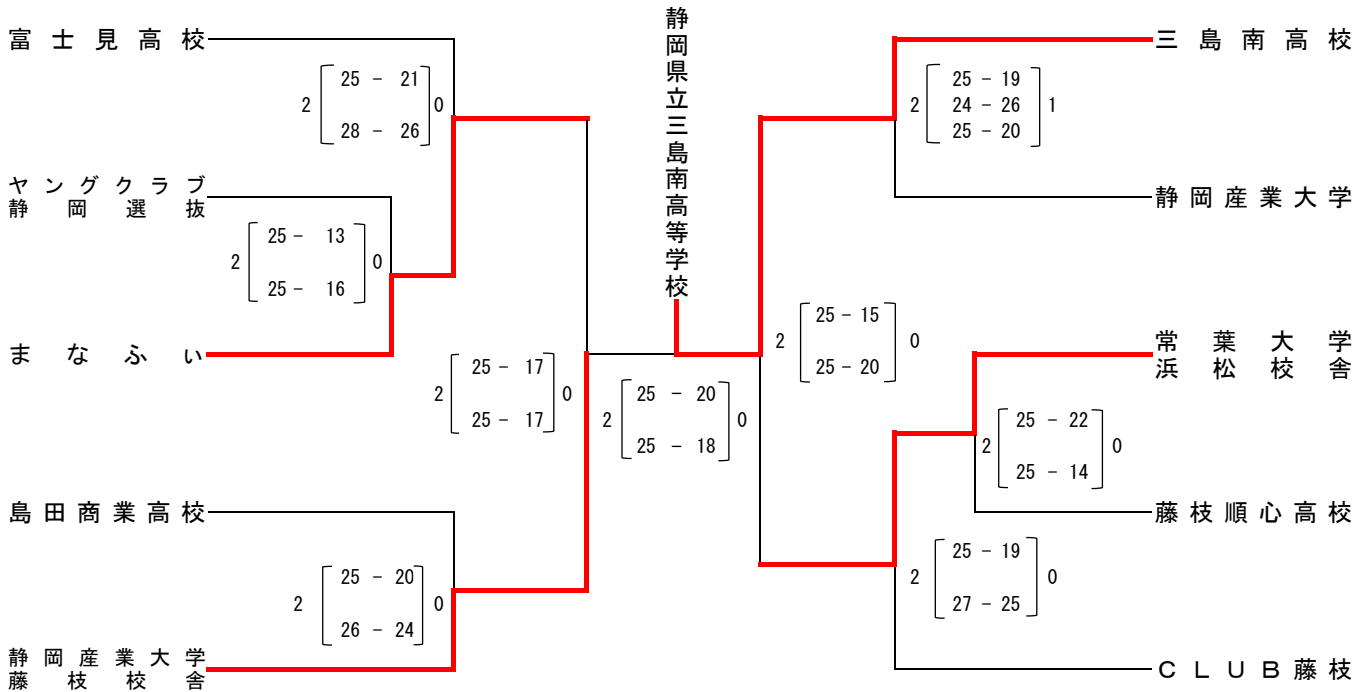 富士見高校
2 25 - 21 0
28 - 26
ヤングクラブ
静岡選抜
2 25 - 13 0
25 - 16
まなふぃ
2 25 - 17 0
25 - 17
島田商業高校
2 25 - 20 0
26 - 24
静岡産業大学
藤枝校舎
静岡県立三島南高等学校
2 25 - 20 0
25 - 18
三島南高校
2 25 - 19 1
24 - 26
25 - 20
静岡産業大学
2 25 - 15 0
25 - 20
常葉大学
浜松校舎
2 25 - 22 0
25 - 14
藤枝順心高校
2 25 - 19 0
27 - 25
CLUB藤枝